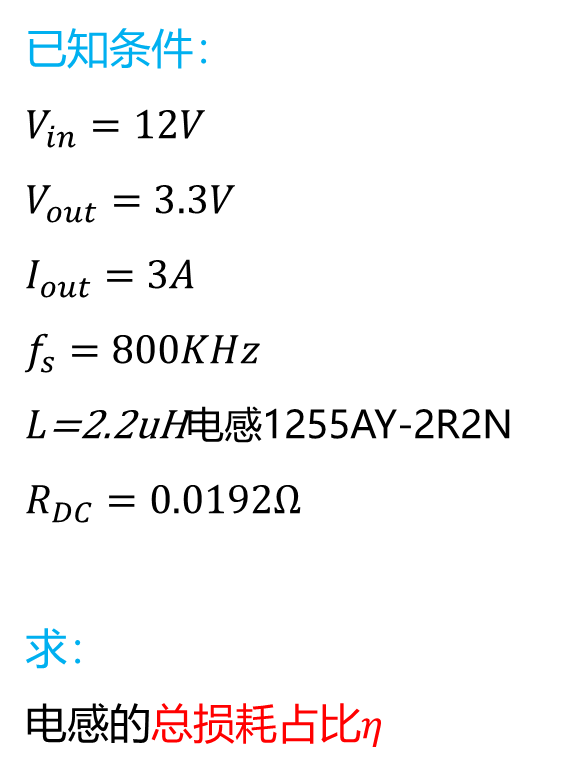 已知条件：
V_in = 12V
V_out = 3.3V
I_out = 3A
f_s = 800KHz
L=2.2uH电感1255AY-2R2N
R_DC = 0.0192Ω
求：
电感的总损耗占比η